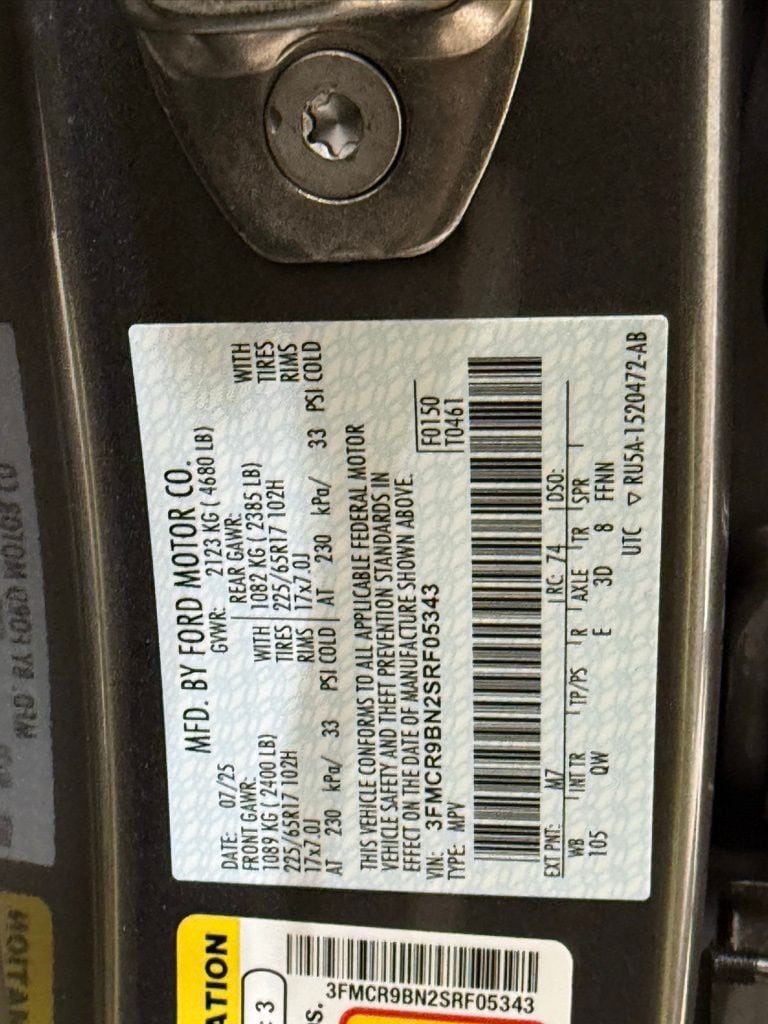 MFD. BY FORD MOTOR CO.
DATE: 07/25 GVWR: 2123 KG ( 4680 LB)
FRONT GAWR: REAR GAWR:
1089 KG ( 2400 LB) WITH 1082 KG ( 2385 LB) WITH
225/65R17 102H TIRES 225/65R17 102H TIRES
17x7.0J RIMS 17x7.0J RIMS
AT 230 kPa/ 33 PSI COLD AT 230 kPa/ 33 PSI COLD
THIS VEHICLE CONFORMS TO ALL APPLICABLE FEDERAL MOTOR
VEHICLE SAFETY AND THEFT PREVENTION STANDARDS IN
EFFECT ON THE DATE OF MANUFACTURE SHOWN ABOVE.
VIN: 3FMCR9BN2SRF05343 F0150
TYPE: MPV T0461
EXT PNT: M7 RC: 74 DSO:
WB INT TR TP/PS R AXLE TR SPR
105 QW E 3D 8 FFNN
UTC ▽ RU5A-1520472-AB
ATION
: 3
3FMCR9BN2SRF05343